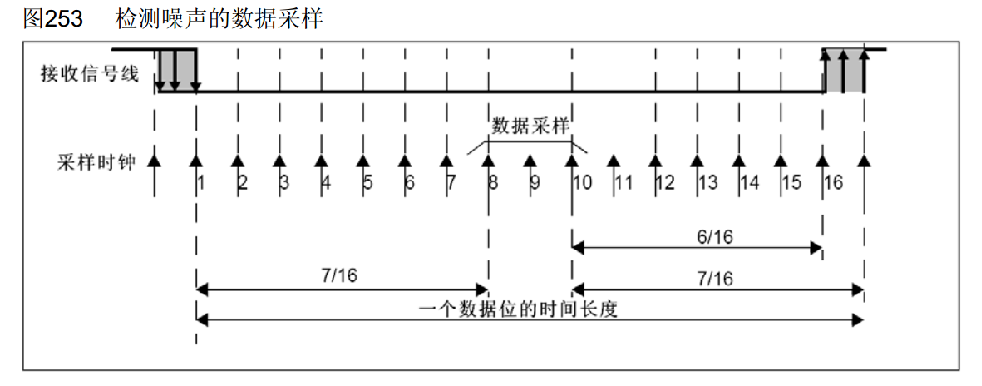 图253 检测噪声的数据采样
接收信号线
数据采样
采样时钟
1 2 3 4 5 6 7 8 9 10 11 12 13 14 15 16
6/16
7/16 7/16
一个数据位的时间长度